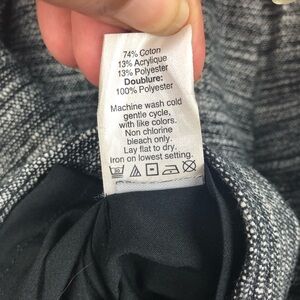 74% Coton
13% Acrylique
13% Polyester
Doublure:
100% Polyester
Machine wash cold
gentle cycle,
with like colors.
Non chlorine
bleach only.
Lay flat to dry.
Iron on lowest setting.